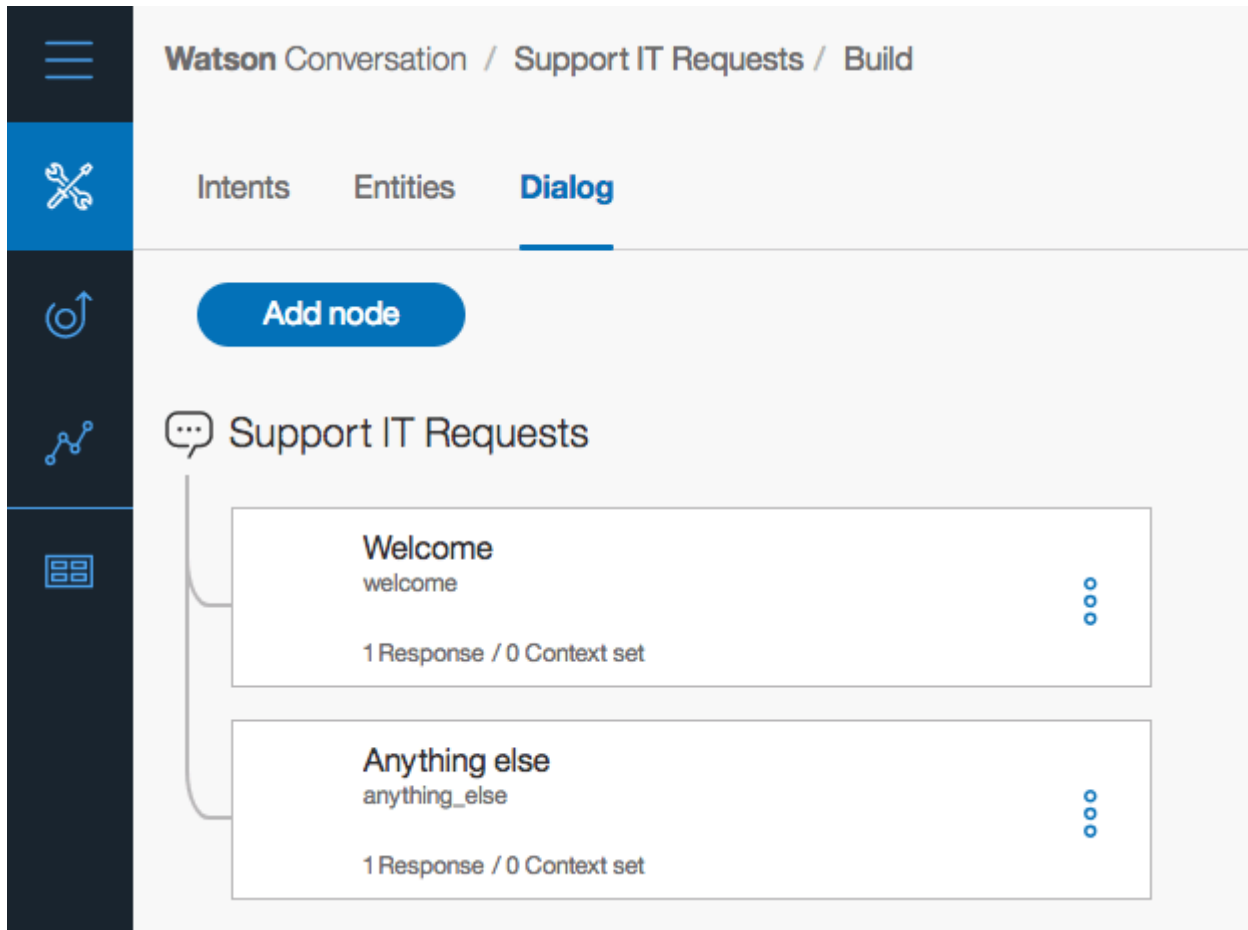 Watson Conversation / Support IT Requests / Build
Intents Entities Dialog
Add node
Support IT Requests
Welcome
welcome
1 Response / 0 Context set
Anything else
anything_else
1 Response / 0 Context set